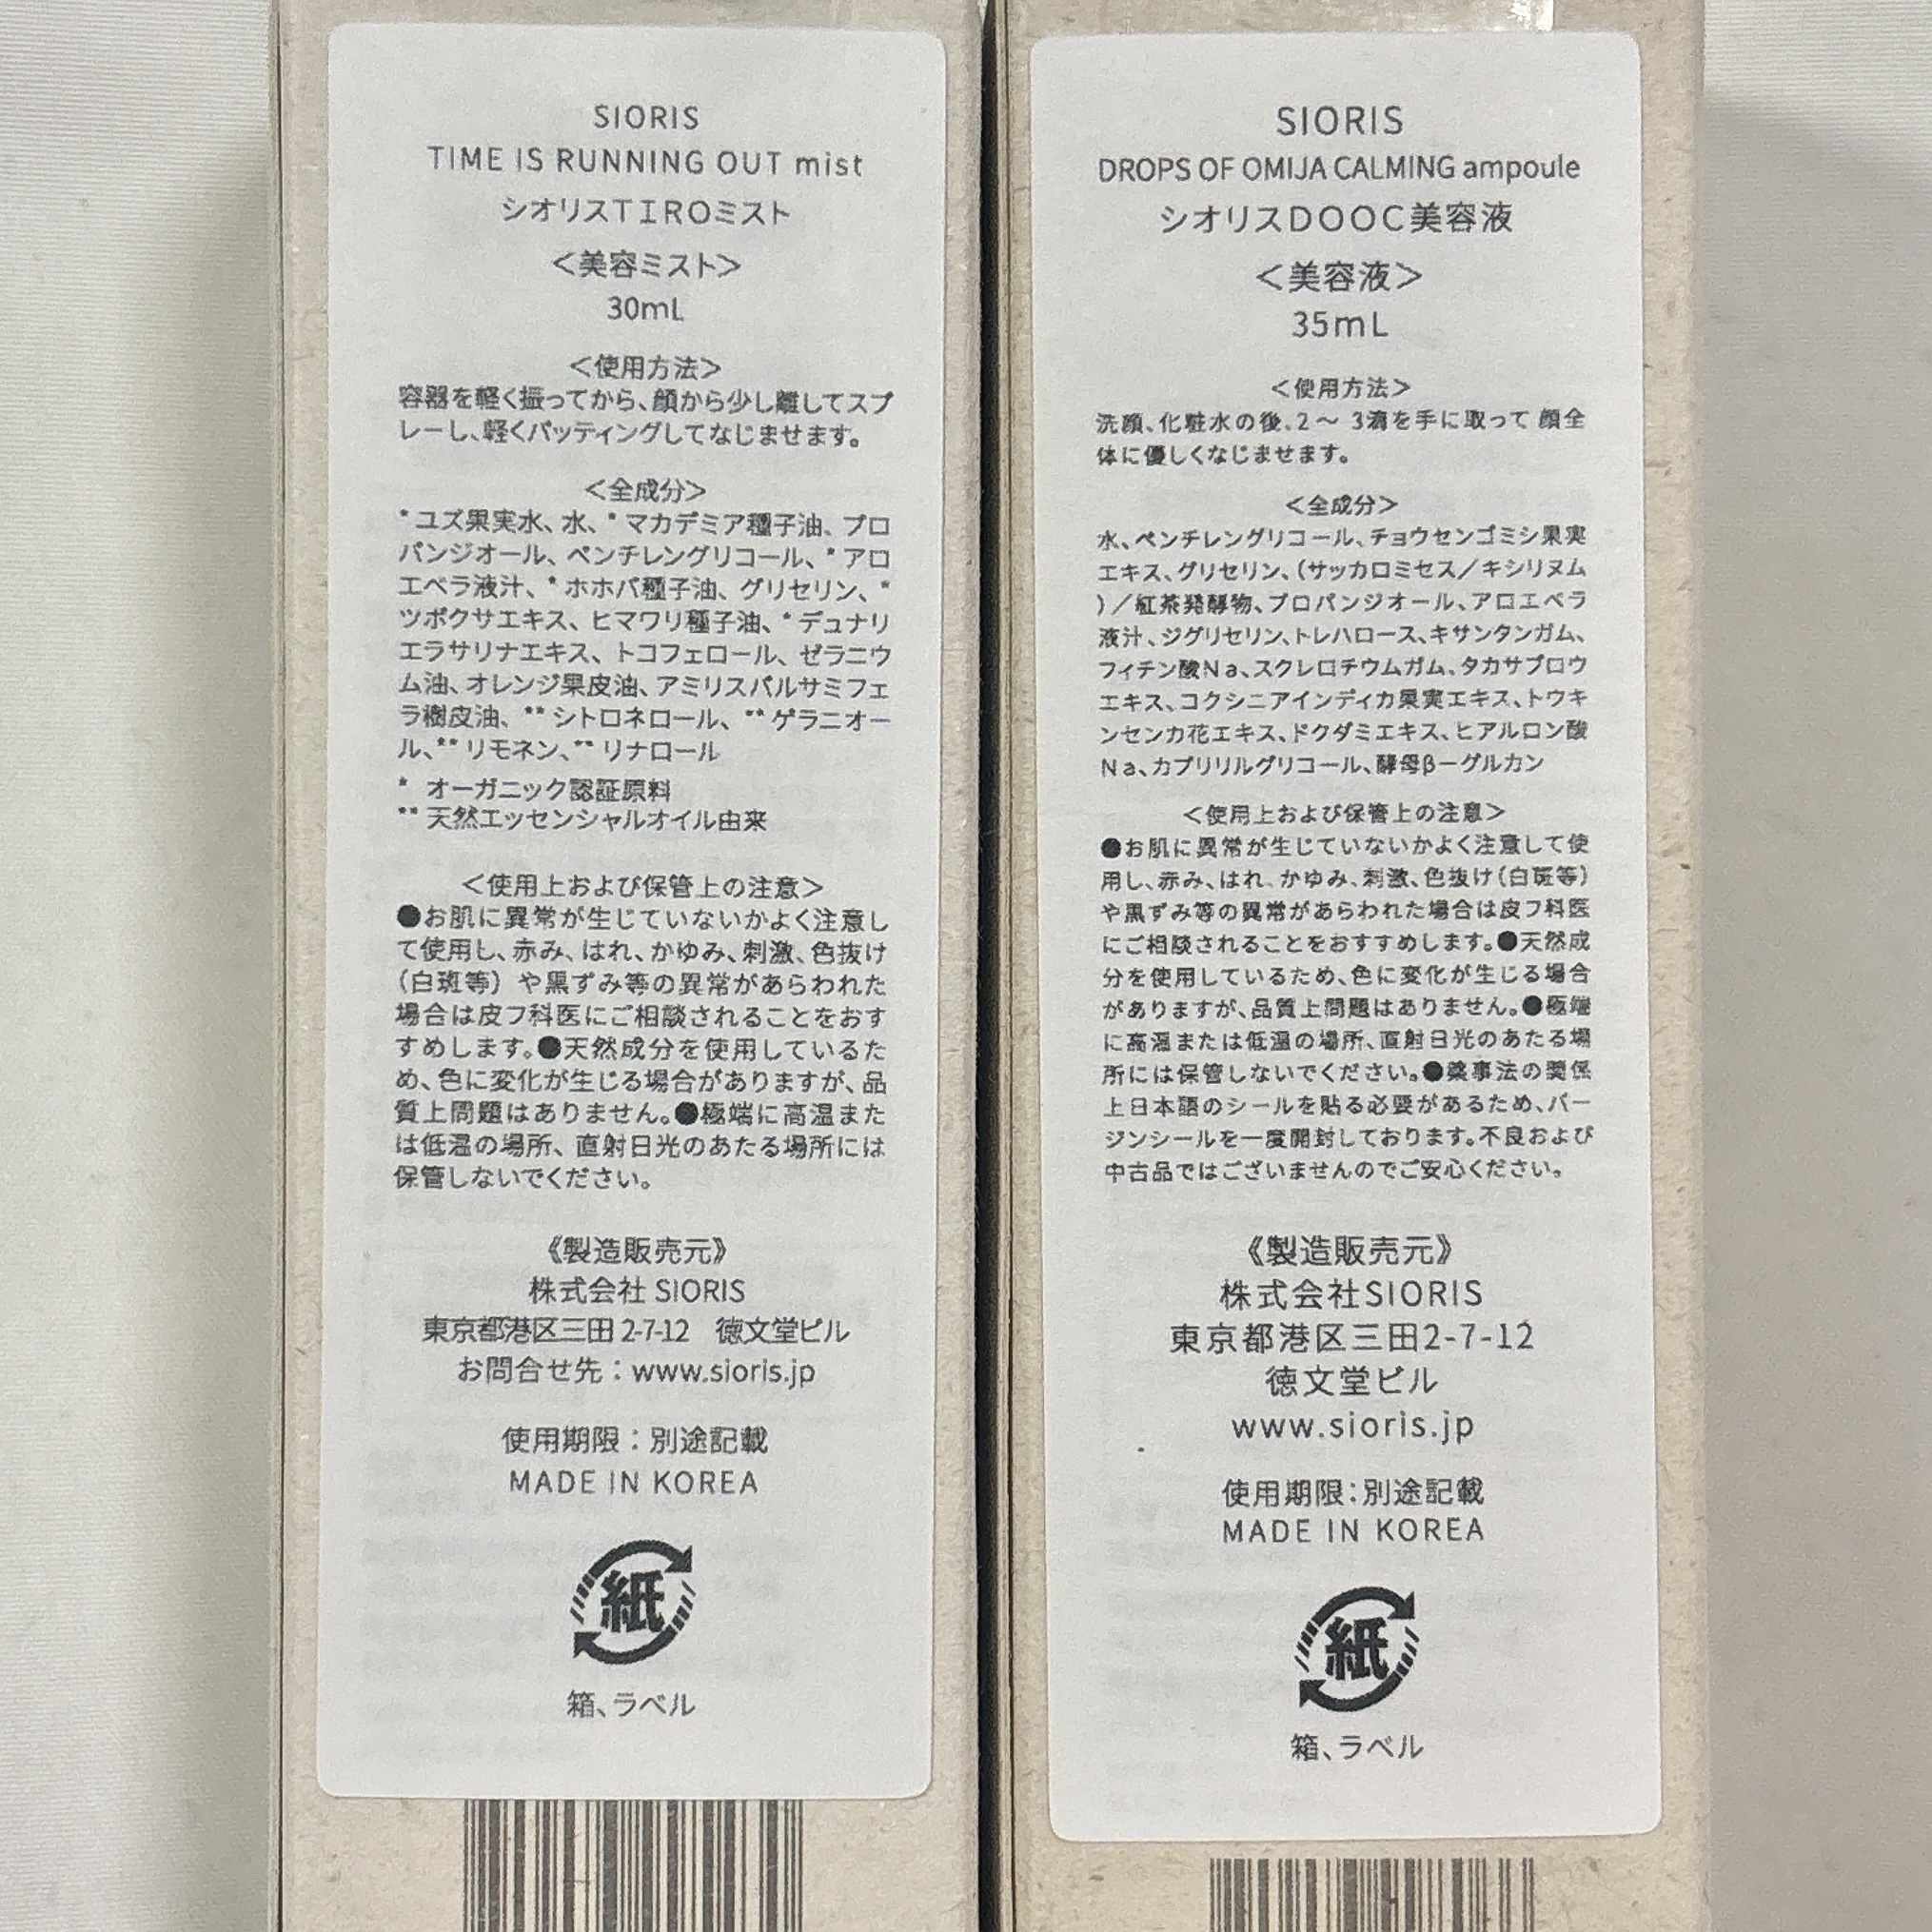 SIORIS
TIME IS RUNNING OUT mist
シオリスTIROミスト
＜美容ミスト＞
30mL
＜使用方法＞
容器を軽く振ってから、顔から少し離してスプ
レーし、軽くパッティングしてなじませます。
＜全成分＞
*ユズ果実水、水、*マカデミア種子油、プロ
パンジオール、ペンチレングリコール、*アロ
エベラ液汁、*ホホバ種子油、グリセリン、*
ツボクサエキス、ヒマワリ種子油、*デュナリ
エラサリナエキス、トコフェロール、ゼラニウ
ム油、オレンジ果皮油、アミリスバルサミフェ
ラ樹皮油、**シトロネロール、**ゲラニオー
ル、**リモネン、**リナロール
* オーガニック認証原料
**天然エッセンシャルオイル由来
＜使用上および保管上の注意＞
●お肌に異常が生じていないかよく注意し
て使用し、赤み、はれ、かゆみ、刺激、色抜け
（白斑等）や黒ずみ等の異常があらわれた
場合は皮フ科医にご相談されることをおす
すめします。●天然成分を使用しているた
め、色に変化が生じる場合がありますが、品
質上問題はありません。●極端に高温また
は低温の場所、直射日光のあたる場所には
保管しないでください。
《製造販売元》
株式会社 SIORIS
東京都港区三田 2-7-12　徳文堂ビル
お問合せ先：www.sioris.jp
使用期限：別途記載
MADE IN KOREA
紙
箱、ラベル
SIORIS
DROPS OF OMIJA CALMING ampoule
シオリスDOOC美容液
＜美容液＞
35mL
＜使用方法＞
洗顔、化粧水の後、2～ 3滴を手に取って 顔全
体に優しくなじませます。
＜全成分＞
水、ペンチレングリコール、チョウセンゴミシ果実
エキス、グリセリン、（サッカロミセス／キシリヌム
）／紅茶発酵物、プロパンジオール、アロエベラ
液汁、ジグリセリン、トレハロース、キサンタンガム、
フィチン酸Na、スクレロチウムガム、タカサブロウ
エキス、コクシニアインディカ果実エキス、トウキ
ンセンカ花エキス、ドクダミエキス、ヒアルロン酸
Na、カプリリルグリコール、酵母βーグルカン
＜使用上および保管上の注意＞
●お肌に異常が生じていないかよく注意して使
用し、赤み、はれ、かゆみ、刺激、色抜け（白斑等）
や黒ずみ等の異常があらわれた場合は皮フ科医
にご相談されることをおすすめします。●天然成
分を使用しているため、色に変化が生じる場合
がありますが、品質上問題はありません。●極端
に高温または低温の場所、直射日光のあたる場
所には保管しないでください。●薬事法の関係
上日本語のシールを貼る必要があるため、バー
ジンシールを一度開封しております。不良および
中古品ではございませんのでご安心ください。
《製造販売元》
株式会社SIORIS
東京都港区三田2-7-12
徳文堂ビル
www.sioris.jp
使用期限：別途記載
MADE IN KOREA
紙
箱、ラベル